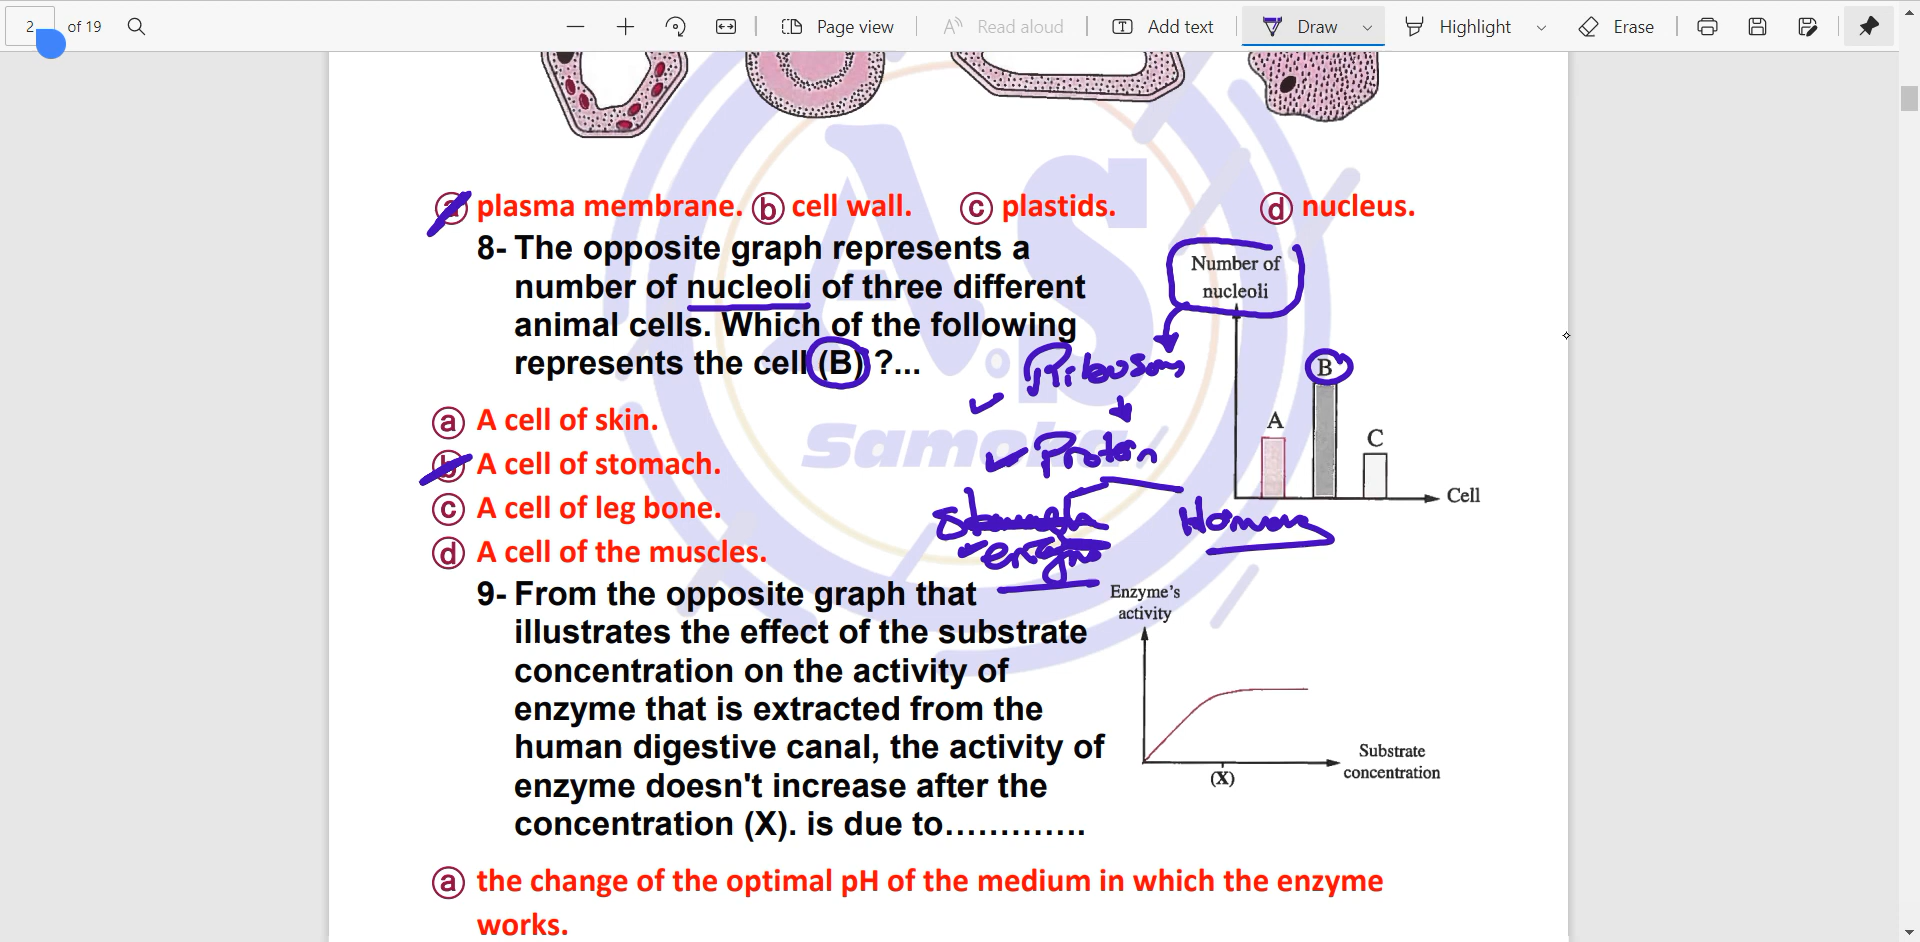 2 of 19
Page view
Read aloud
Add text
Draw
Highlight
Erase
A.S
Samoka
ⓐ plasma membrane. ⓑ cell wall. ⓒ plastids. ⓓ nucleus.
8- The opposite graph represents a
number of nucleoli of three different
animal cells. Which of the following
represents the cell (B) ?...
Number of
nucleoli
B
A
C
Cell
Ribosom
Protein
Stomach
enzyme
ⓐ A cell of skin.
ⓑ A cell of stomach.
ⓒ A cell of leg bone.
ⓓ A cell of the muscles.
9- From the opposite graph that
illustrates the effect of the substrate
concentration on the activity of
enzyme that is extracted from the
human digestive canal, the activity of
enzyme doesn't increase after the
concentration (X). is due to.............
Enzyme's
activity
Substrate
concentration
(X)
ⓐ the change of the optimal pH of the medium in which the enzyme
works.